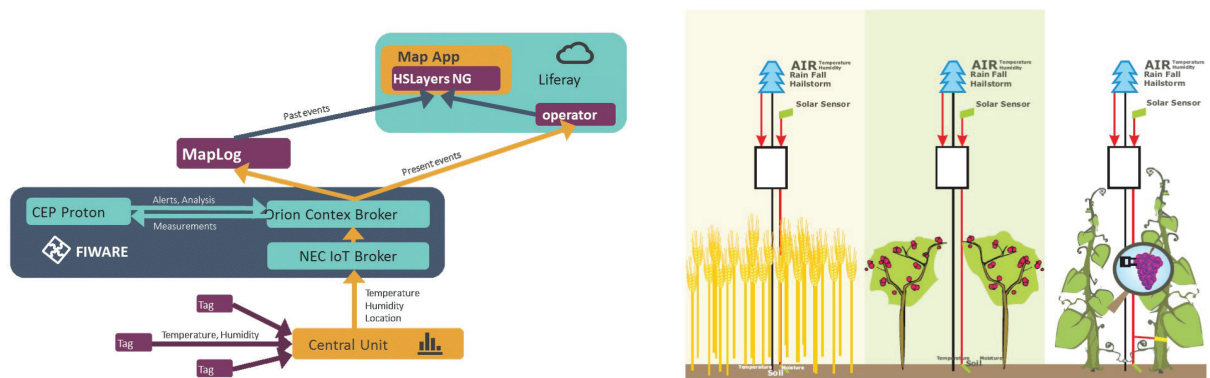 Map App
HSLayers NG
Liferay
operator
Past events
MapLog
Present events
CEP Proton
Alerts, Analysis
Measurements
Orion Contex Broker
FIWARE
NEC IoT Broker
Temperature
Humidity
Location
Tag
Temperature, Humidity
Tag
Tag
Central Unit
AIR Temperature
Humidity
Rain Fall
Hailstorm
Solar Sensor
AIR Temperature
Humidity
Rain Fall
Hailstorm
Solar Sensor
AIR Temperature
Humidity
Rain Fall
Hailstorm
Solar Sensor
Temperature Moisture
Soil
Temperature Moisture
Soil